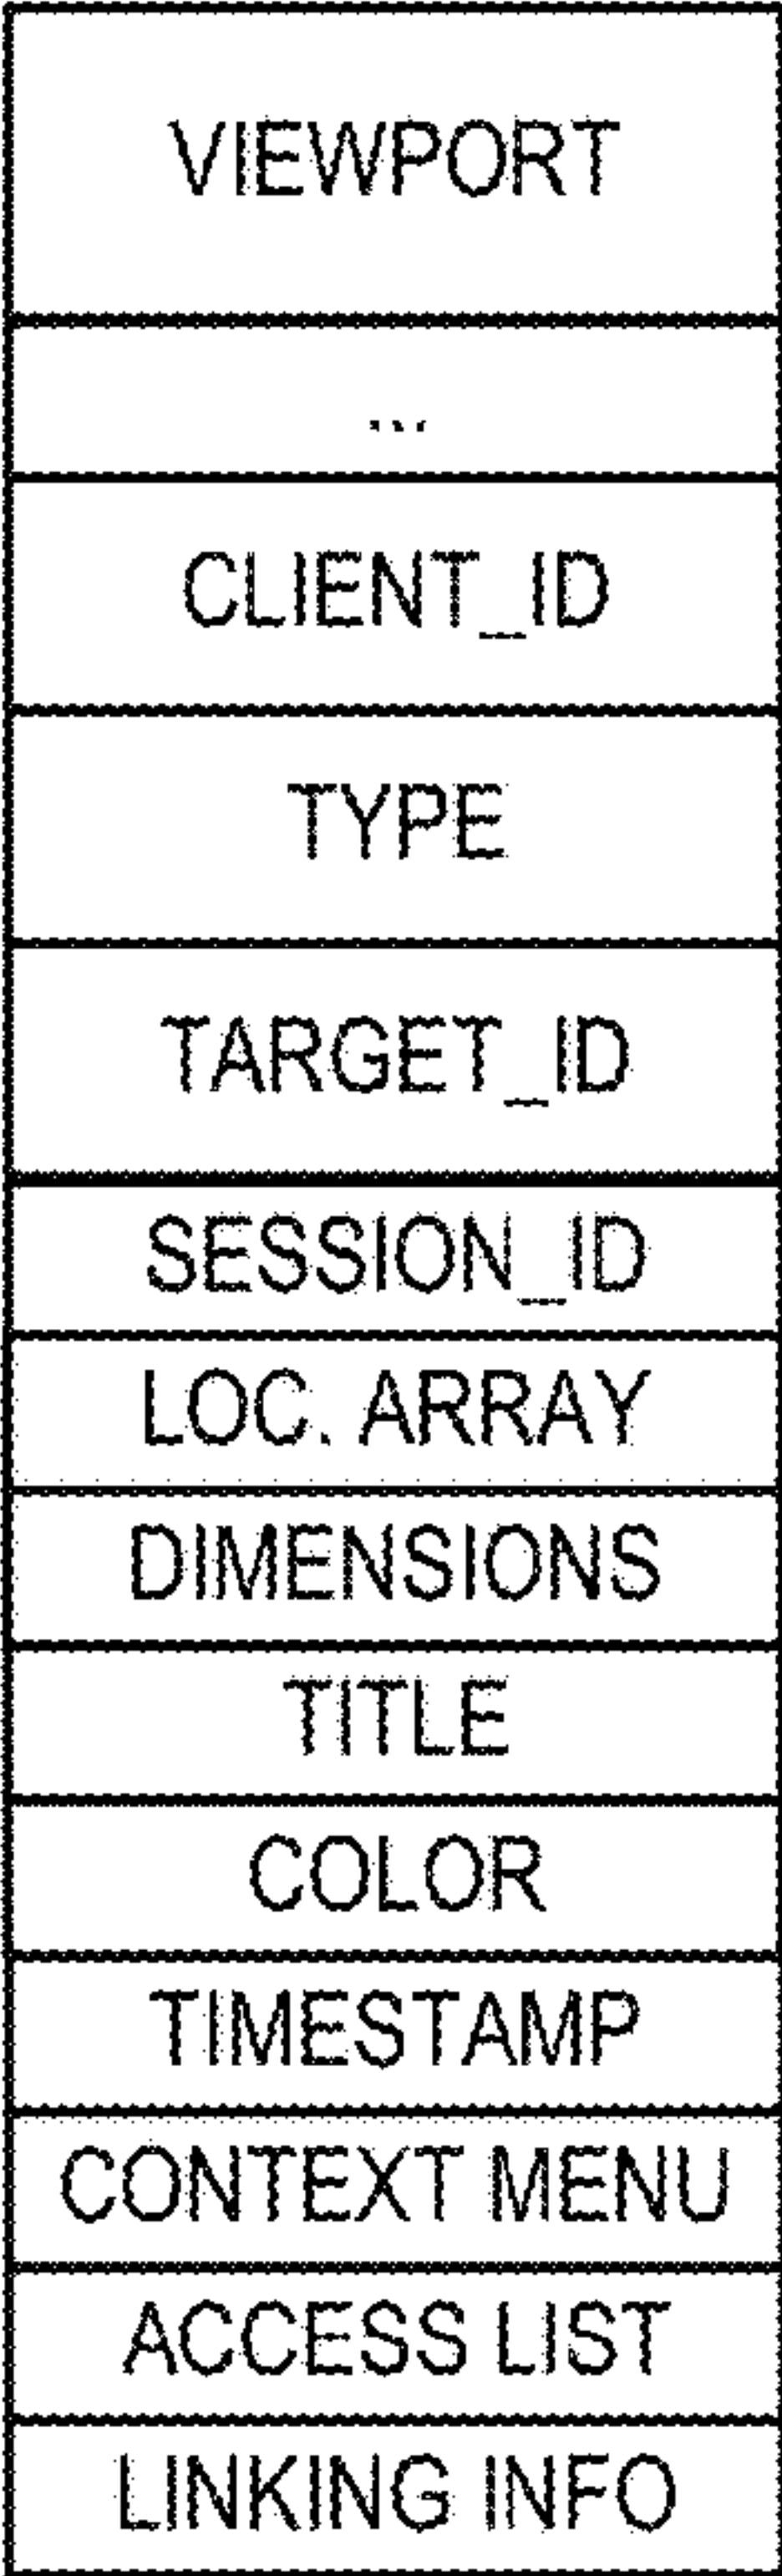 VIEWPORT
...
CLIENT_ID
TYPE
TARGET_ID
SESSION_ID
LOC. ARRAY
DIMENSIONS
TITLE
COLOR
TIMESTAMP
CONTEXT MENU
ACCESS LIST
LINKING INFO